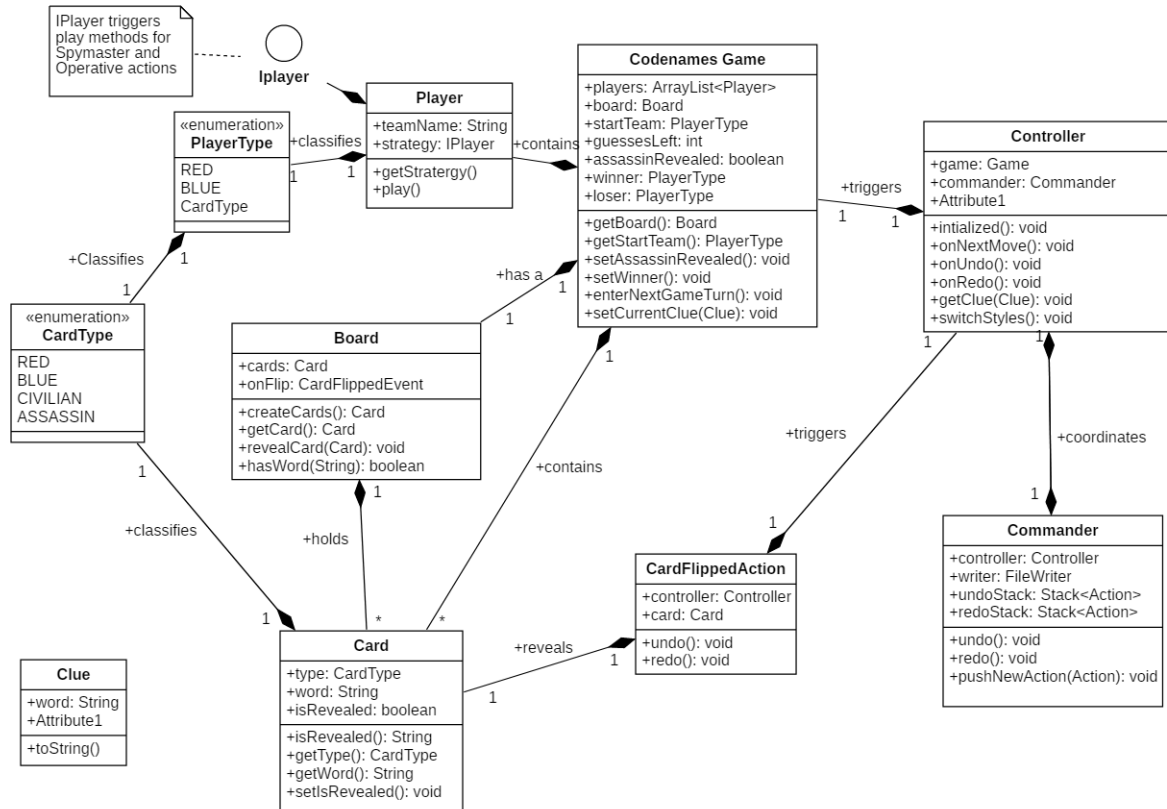 IPlayer triggers
play methods for
Spymaster and
Operative actions
Iplayer
Player
+teamName: String
+strategy: IPlayer
+getStratergy()
+play()
«enumeration»
PlayerType
RED
BLUE
CardType
+classifies
1
1
+contains
Codenames Game
+players: ArrayList<Player>
+board: Board
+startTeam: PlayerType
+guessesLeft: int
+assassinRevealed: boolean
+winner: PlayerType
+loser: PlayerType
+getBoard(): Board
+getStartTeam(): PlayerType
+setAssassinRevealed(): void
+setWinner(): void
+enterNextGameTurn(): void
+setCurrentClue(Clue): void
+triggers
1
1
Controller
+game: Game
+commander: Commander
+Attribute1
+intialized(): void
+onNextMove(): void
+onUndo(): void
+onRedo(): void
+getClue(Clue): void
+switchStyles(): void
+Classifies
1
1
«enumeration»
CardType
RED
BLUE
CIVILIAN
ASSASSIN
+has a
1
1
Board
+cards: Card
+onFlip: CardFlippedEvent
+createCards(): Card
+getCard(): Card
+revealCard(Card): void
+hasWord(String): boolean
1
+contains
*
1
+triggers
1
1
+coordinates
1
1
+classifies
1
1
+holds
*
CardFlippedAction
+controller: Controller
+card: Card
+undo(): void
+redo(): void
Commander
+controller: Controller
+writer: FileWriter
+undoStack: Stack<Action>
+redoStack: Stack<Action>
+undo(): void
+redo(): void
+pushNewAction(Action): void
+reveals
1
1
Card
+type: CardType
+word: String
+isRevealed: boolean
+isRevealed(): String
+getType(): CardType
+getWord(): String
+setIsRevealed(): void
Clue
+word: String
+Attribute1
+toString()